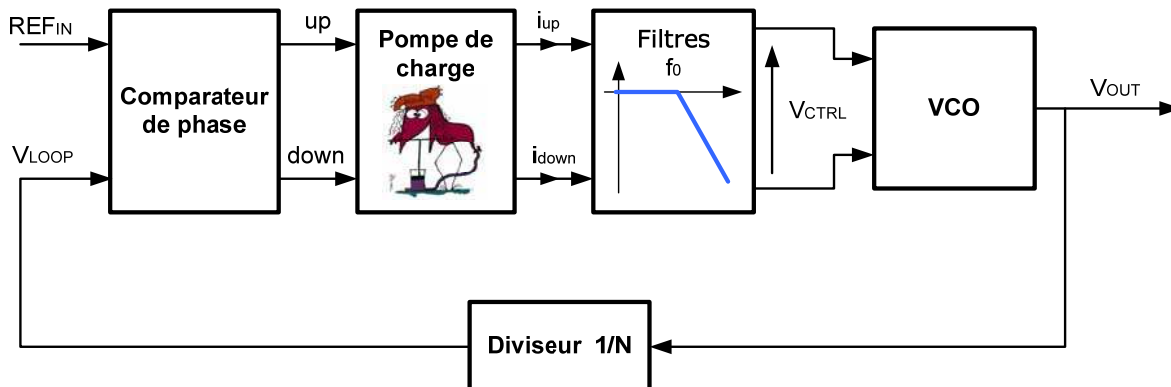 REFIN
up
Pompe de
charge
iup
Filtres
f0
Comparateur
de phase
VCTRL
VCO
VOUT
VLOOP
down
idown
Diviseur 1/N